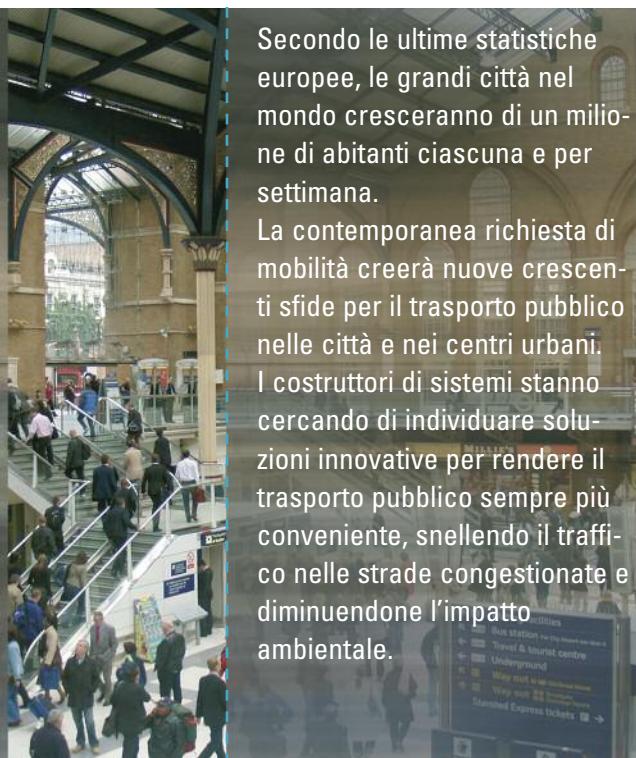 Secondo le ultime statistiche
europee, le grandi città nel
mondo cresceranno di un milio-
ne di abitanti ciascuna e per
settimana.
La contemporanea richiesta di
mobilità creerà nuove crescen-
ti sfide per il trasporto pubblico
nelle città e nei centri urbani.
I costruttori di sistemi stanno
cercando di individuare solu-
zioni innovative per rendere il
trasporto pubblico sempre più
conveniente, snellendo il traffi-
co nelle strade congestionate e
diminuendone l'impatto
ambientale.
Bus station
Travel & tourist centre
Underground
Way out
Way out
Stansted Express tickets